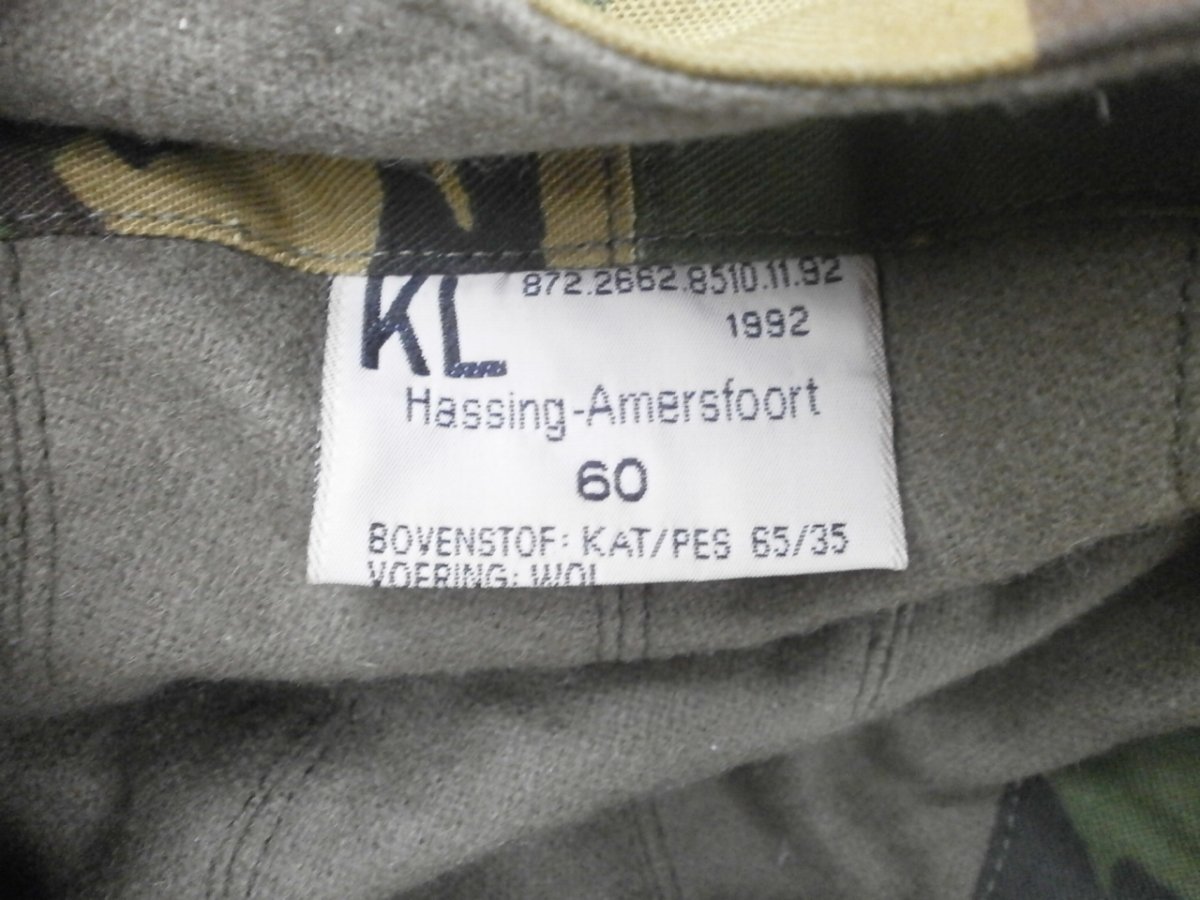 KL 872.2662.8510.11.92
1992
Hassing-Amersfoort
60
BOVENSTOF: KAT/PES 65/35
VOERING: WOL